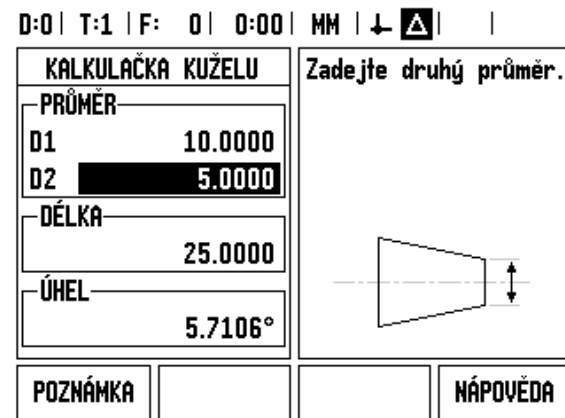 D:0 | T:1 | F: 0 | 0:00 | MM | Δ | |
KALKULAČKA KUŽELU
PRŮMĚR
D1 10.0000
D2 5.0000
DÉLKA
25.0000
ÚHEL
5.7106°
Zadejte druhý průměr.
POZNÁMKA
NÁPOVĚDA